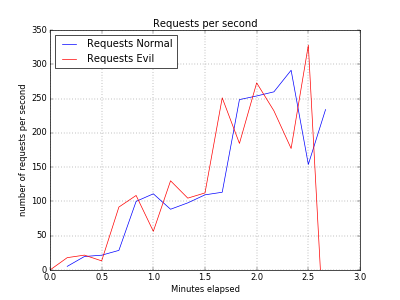 Requests per second
350
300
250
200
150
100
50
0
number of requests per second
Requests Normal
Requests Evil
0.0 0.5 1.0 1.5 2.0 2.5 3.0
Minutes elapsed